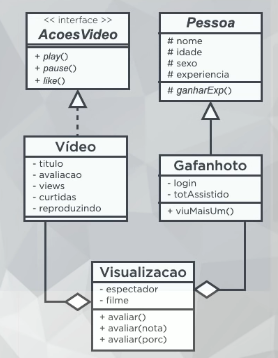 << interface >>
AcoesVideo
+ play()
+ pause()
+ like()
Pessoa
# nome
# idade
# sexo
# experiencia
# ganharExp()
Vídeo
- titulo
- avaliacao
- views
- curtidas
- reproduzindo
Gafanhoto
- login
- totAssistido
+ viuMaisUm()
Visualizacao
- espectador
- filme
+ avaliar()
+ avaliar(nota)
+ avaliar(porc)